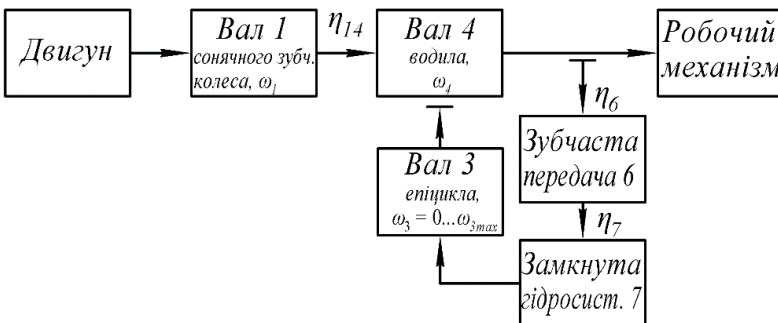 Двигун
Вал 1
сонячного зубч.
колеса, ω₁
η₁₄
Вал 4
водила,
ω₄
Робочий
механізм
η₆
Зубчаста
передача 6
η₇
Замкнута
гідросист. 7
Вал 3
епіцикла,
ω₃ = 0...ω₃max